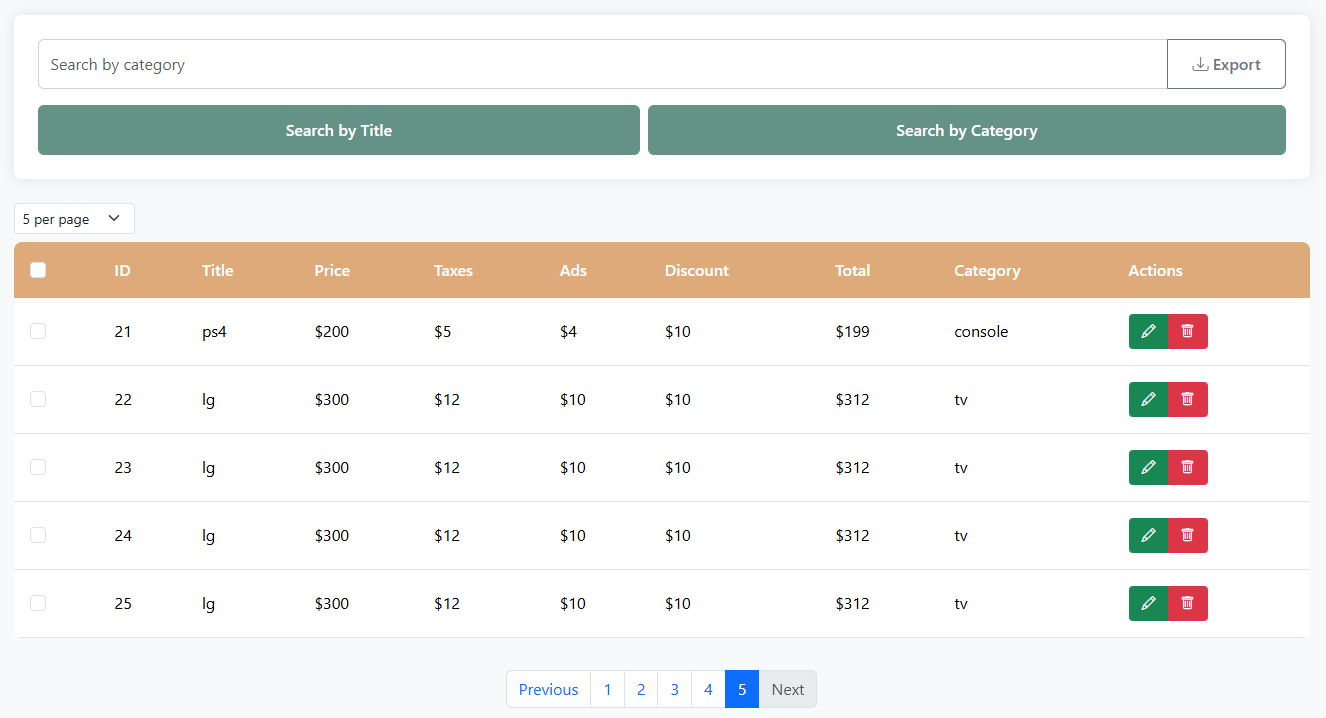 Search by category Export
Search by Title Search by Category
5 per page
ID Title Price Taxes Ads Discount Total Category Actions
21 ps4 $200 $5 $4 $10 $199 console
22 lg $300 $12 $10 $10 $312 tv
23 lg $300 $12 $10 $10 $312 tv
24 lg $300 $12 $10 $10 $312 tv
25 lg $300 $12 $10 $10 $312 tv
Previous 1 2 3 4 5 Next